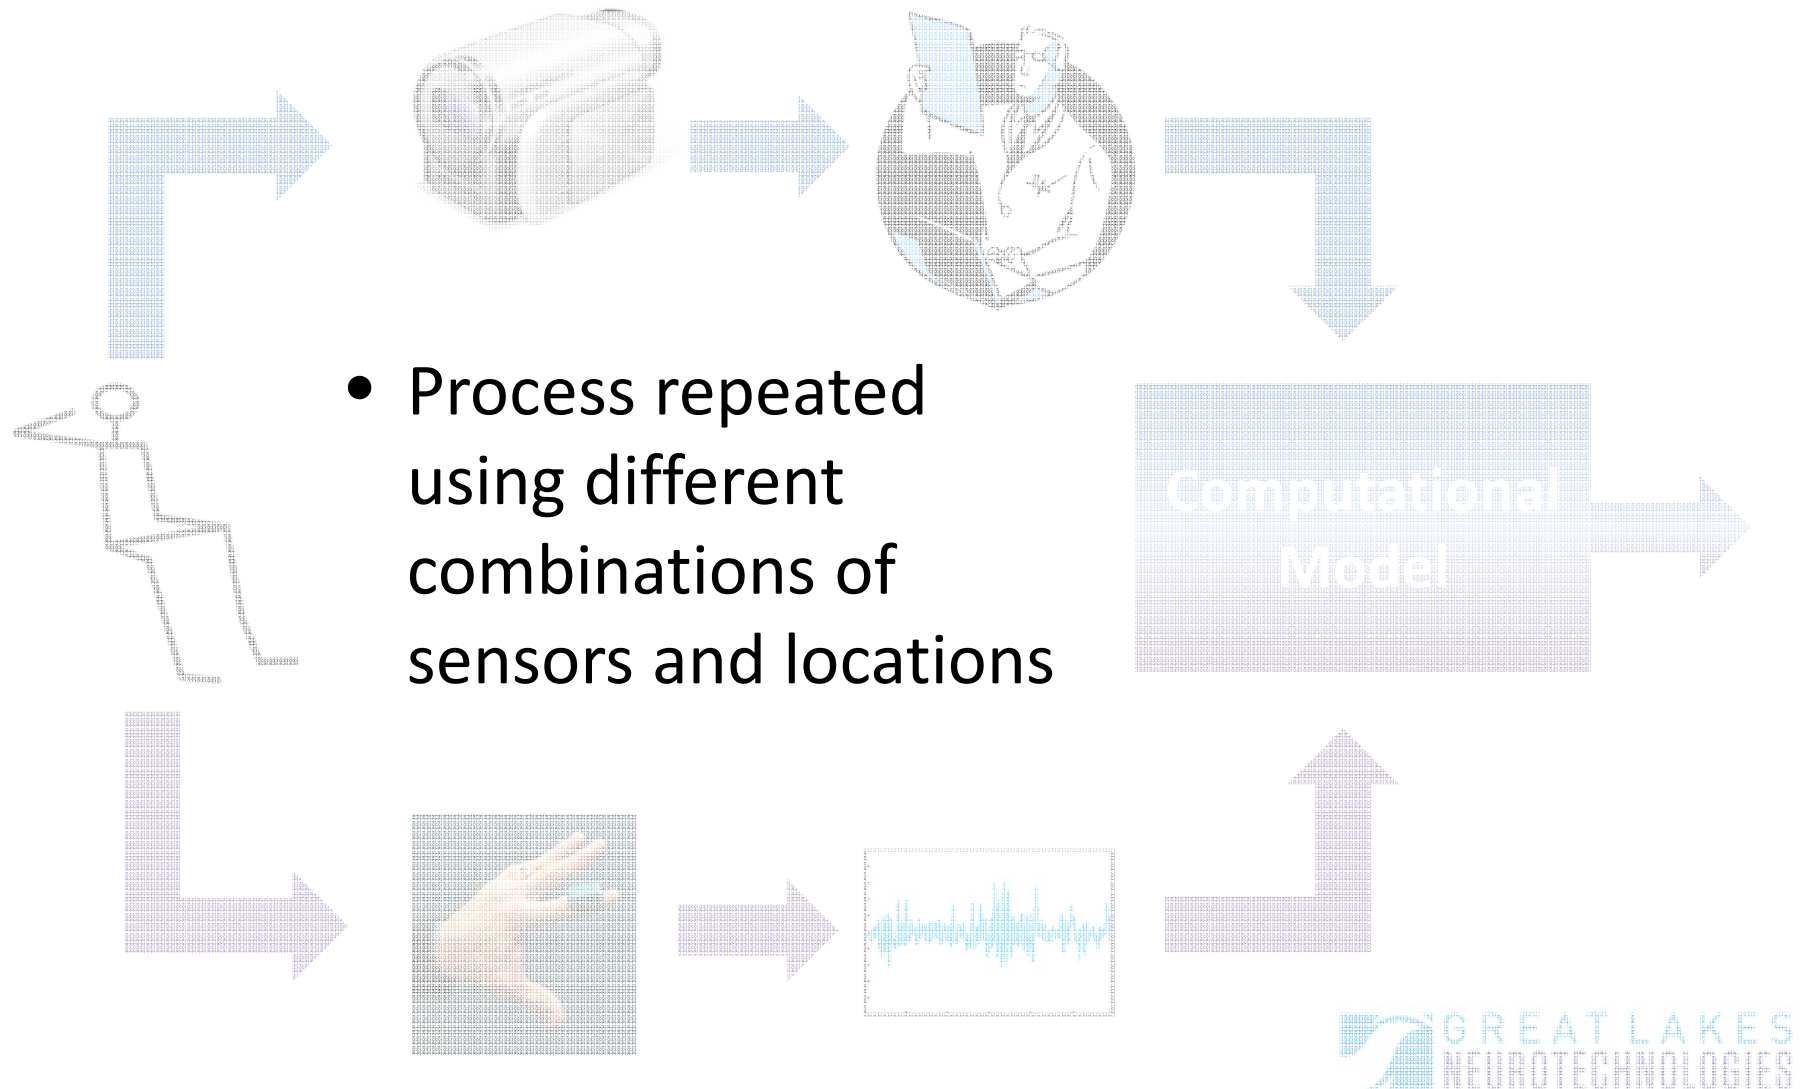 • Process repeated
using different
combinations of
sensors and locations
Computational
Model
GREAT LAKES
NEUROTECHNOLOGIES